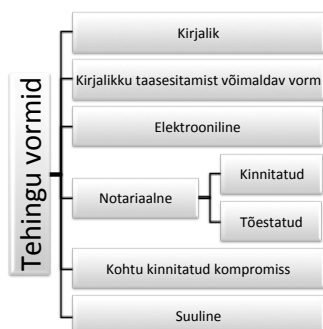 Tehingu vormid
Kirjalik
Kirjalikku taasesitamist võimaldav vorm
Elektrooniline
Notariaalne
Kinnitatud
Tõestatud
Kohtu kinnitatud kompromiss
Suuline